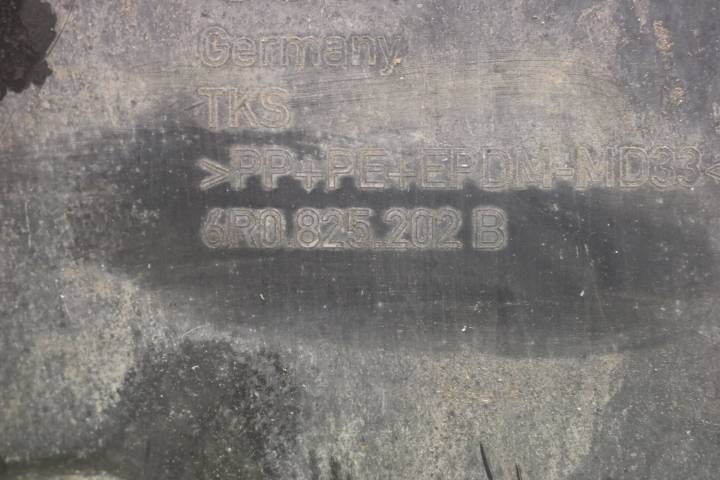 Germany
TKS
>PP+PE+EPDM-MD33<
6R0.825.202 B